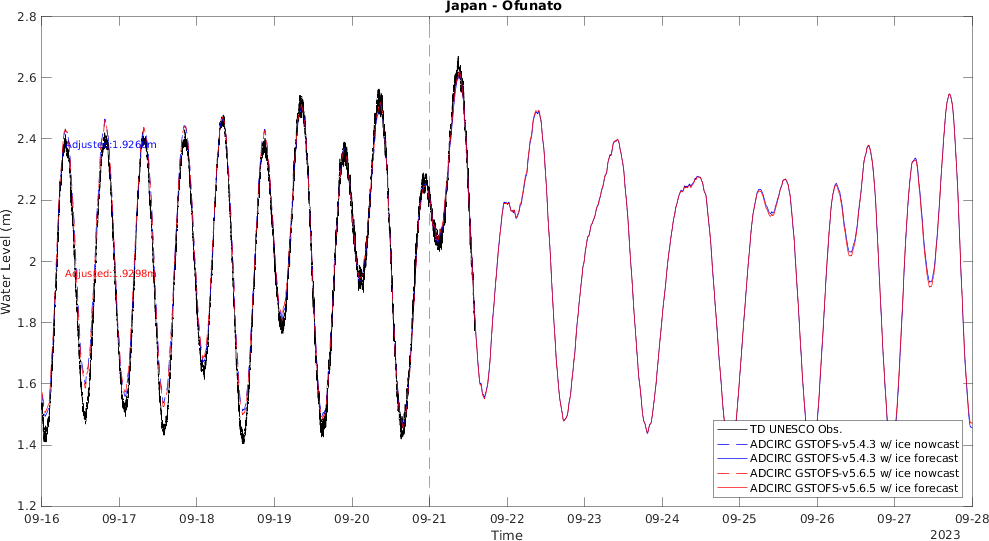 Japan - Ofunato
Water Level (m)
2.8
2.6
2.4
2.2
2
1.8
1.6
1.4
1.2
Adjusted:1.926
Adjusted:1.9298m
TD UNESCO Obs.
ADCIRC GSTOFS-v5.4.3 w/ ice nowcast
ADCIRC GSTOFS-v5.4.3 w/ ice forecast
ADCIRC GSTOFS-v5.6.5 w/ ice nowcast
ADCIRC GSTOFS-v5.6.5 w/ ice forecast
09-16 09-17 09-18 09-19 09-20 09-21 09-22 09-23 09-24 09-25 09-26 09-27 09-28
Time
2023